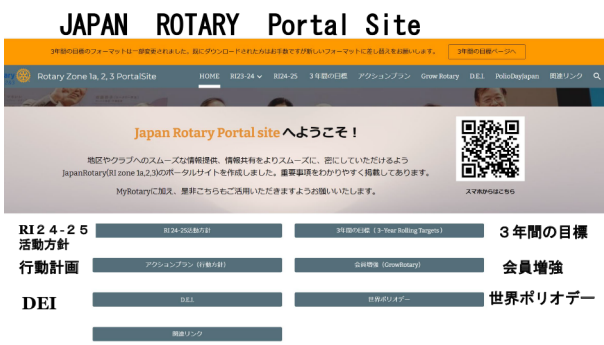 JAPAN ROTARY Portal Site
3年間の目標のフォーマットは一部変更されました。既にダウンロードされた方はお手数ですが新しいフォーマットに差し替えをお願いします。 3年間の目標ページへ
Rotary Zone 1a, 2, 3 PortalSite HOME RI23-24 RI24-25 3年間の目標 アクションプラン Grow Rotary D.E.I. PolioDayJapan 関連リンク
Japan Rotary Portal site へようこそ！
地区やクラブへのスムーズな情報提供、情報共有をよりスムーズに、密にしていただけるよう
JapanRotary(RI zone 1a,2,3)のポータルサイトを作成しました。重要事項をわかりやすく掲載してあります。
MyRotaryに加え、是非こちらもご活用いただきますようお願いいたします。
スマホからはこちら
RI２４-２５
活動方針
RI 24-25活動方針
3年間の目標（ 3-Year Rolling Targets ）
３年間の目標
行動計画
アクションプラン（行動方針）
会員増強（GrowRotary）
会員増強
DEI
D.E.I.
世界ポリオデー
世界ポリオデー
関連リンク